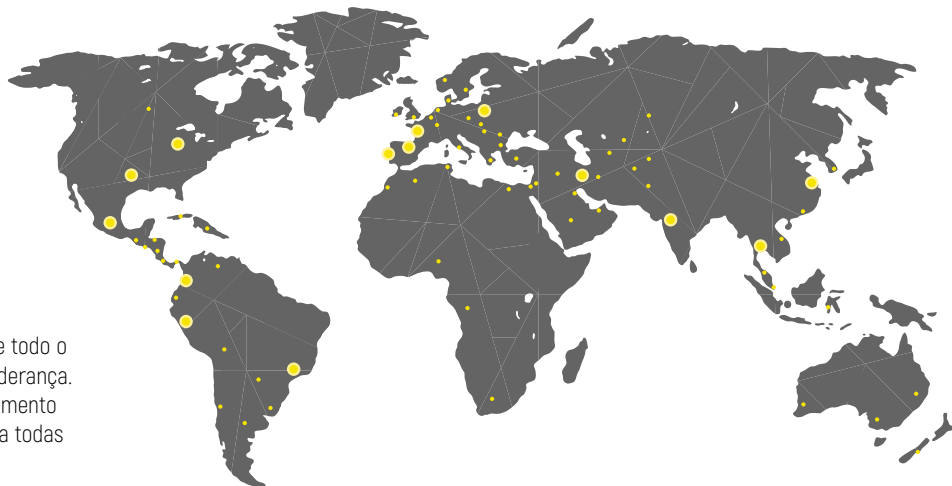 e todo o
derança.
mento
a todas